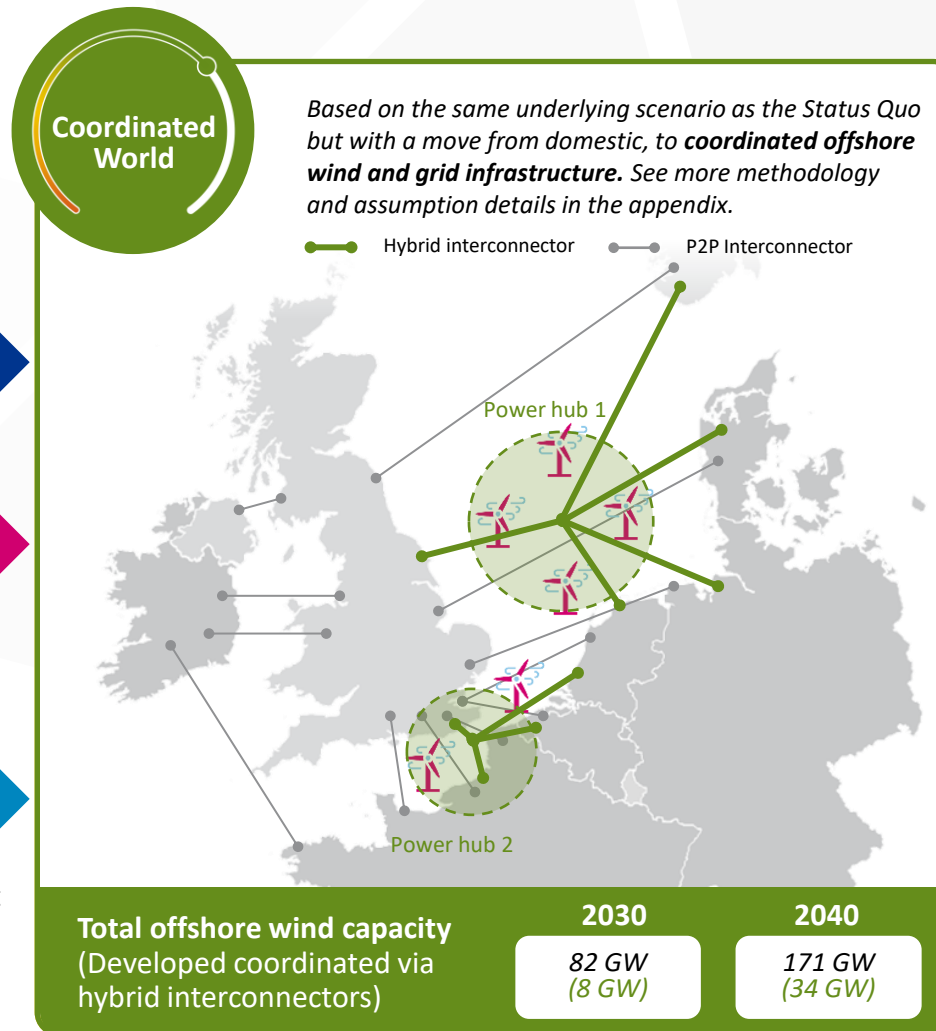 Coordinated
World
Based on the same underlying scenario as the Status Quo
but with a move from domestic, to coordinated offshore
wind and grid infrastructure. See more methodology
and assumption details in the appendix.
Hybrid interconnector
P2P Interconnector
Power hub 1
Power hub 2
Total offshore wind capacity
(Developed coordinated via
hybrid interconnectors)
2030
82 GW
(8 GW)
2040
171 GW
(34 GW)